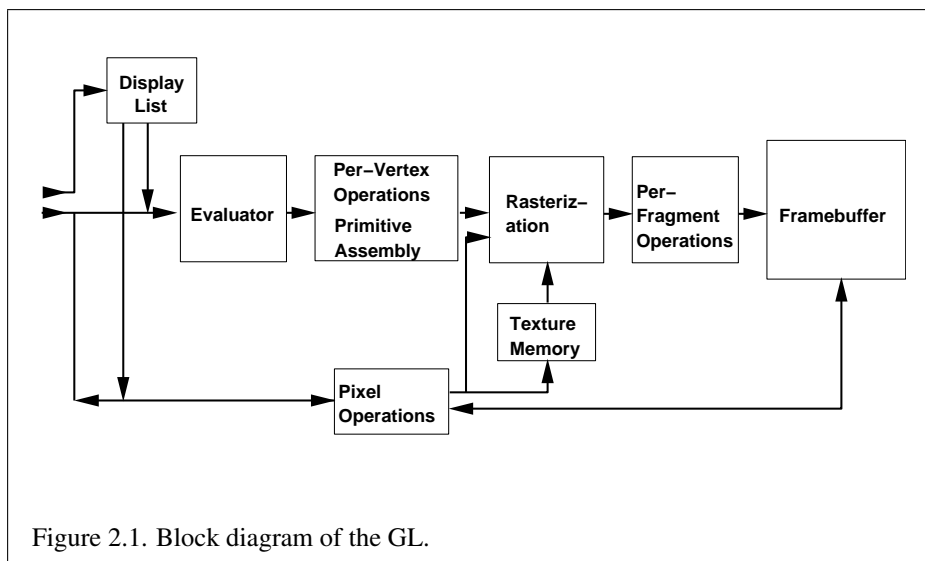 Display
List
Evaluator
Per−Vertex
Operations
Primitive
Assembly
Rasteriz−
ation
Per−
Fragment
Operations
Framebuffer
Texture
Memory
Pixel
Operations
Figure 2.1. Block diagram of the GL.